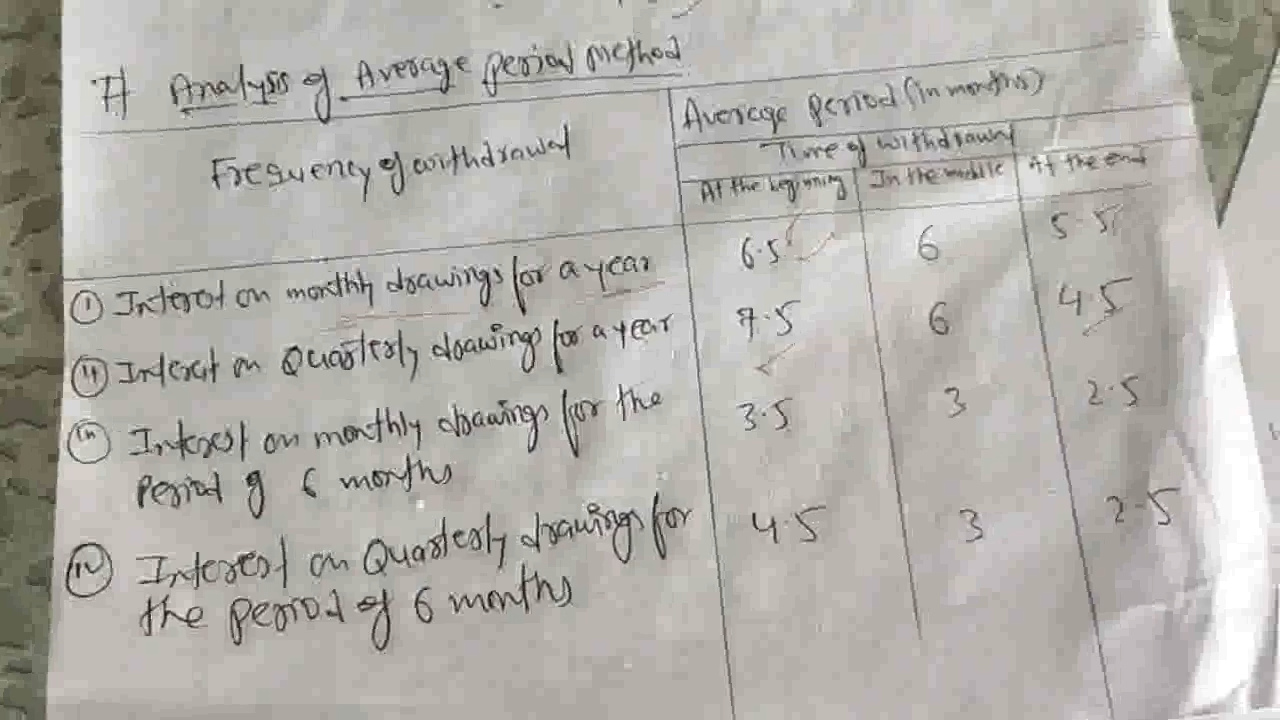 7) Analysis of Average period method
Average period (in months)
Frequency of withdrawal
Time of withdrawal
At the beginning In the middle At the end
(i) Interest on monthly drawings for a year 6.5 6 5.5
(ii) Interest on Quarterly drawings for a year 7.5 6 4.5
(iii) Interest on monthly drawings for the 3.5 3 2.5
period of 6 months
(iv) Interest on Quarterly drawings for 4.5 3 2.5
the period of 6 months